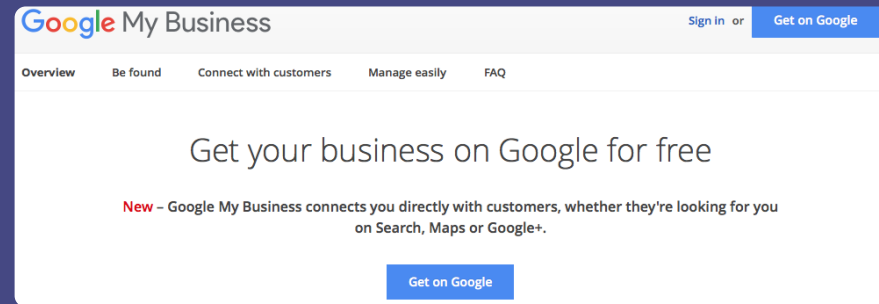 Google My Business
Sign in or Get on Google
Overview Be found Connect with customers Manage easily FAQ
Get your business on Google for free
New – Google My Business connects you directly with customers, whether they're looking for you
on Search, Maps or Google+.
Get on Google